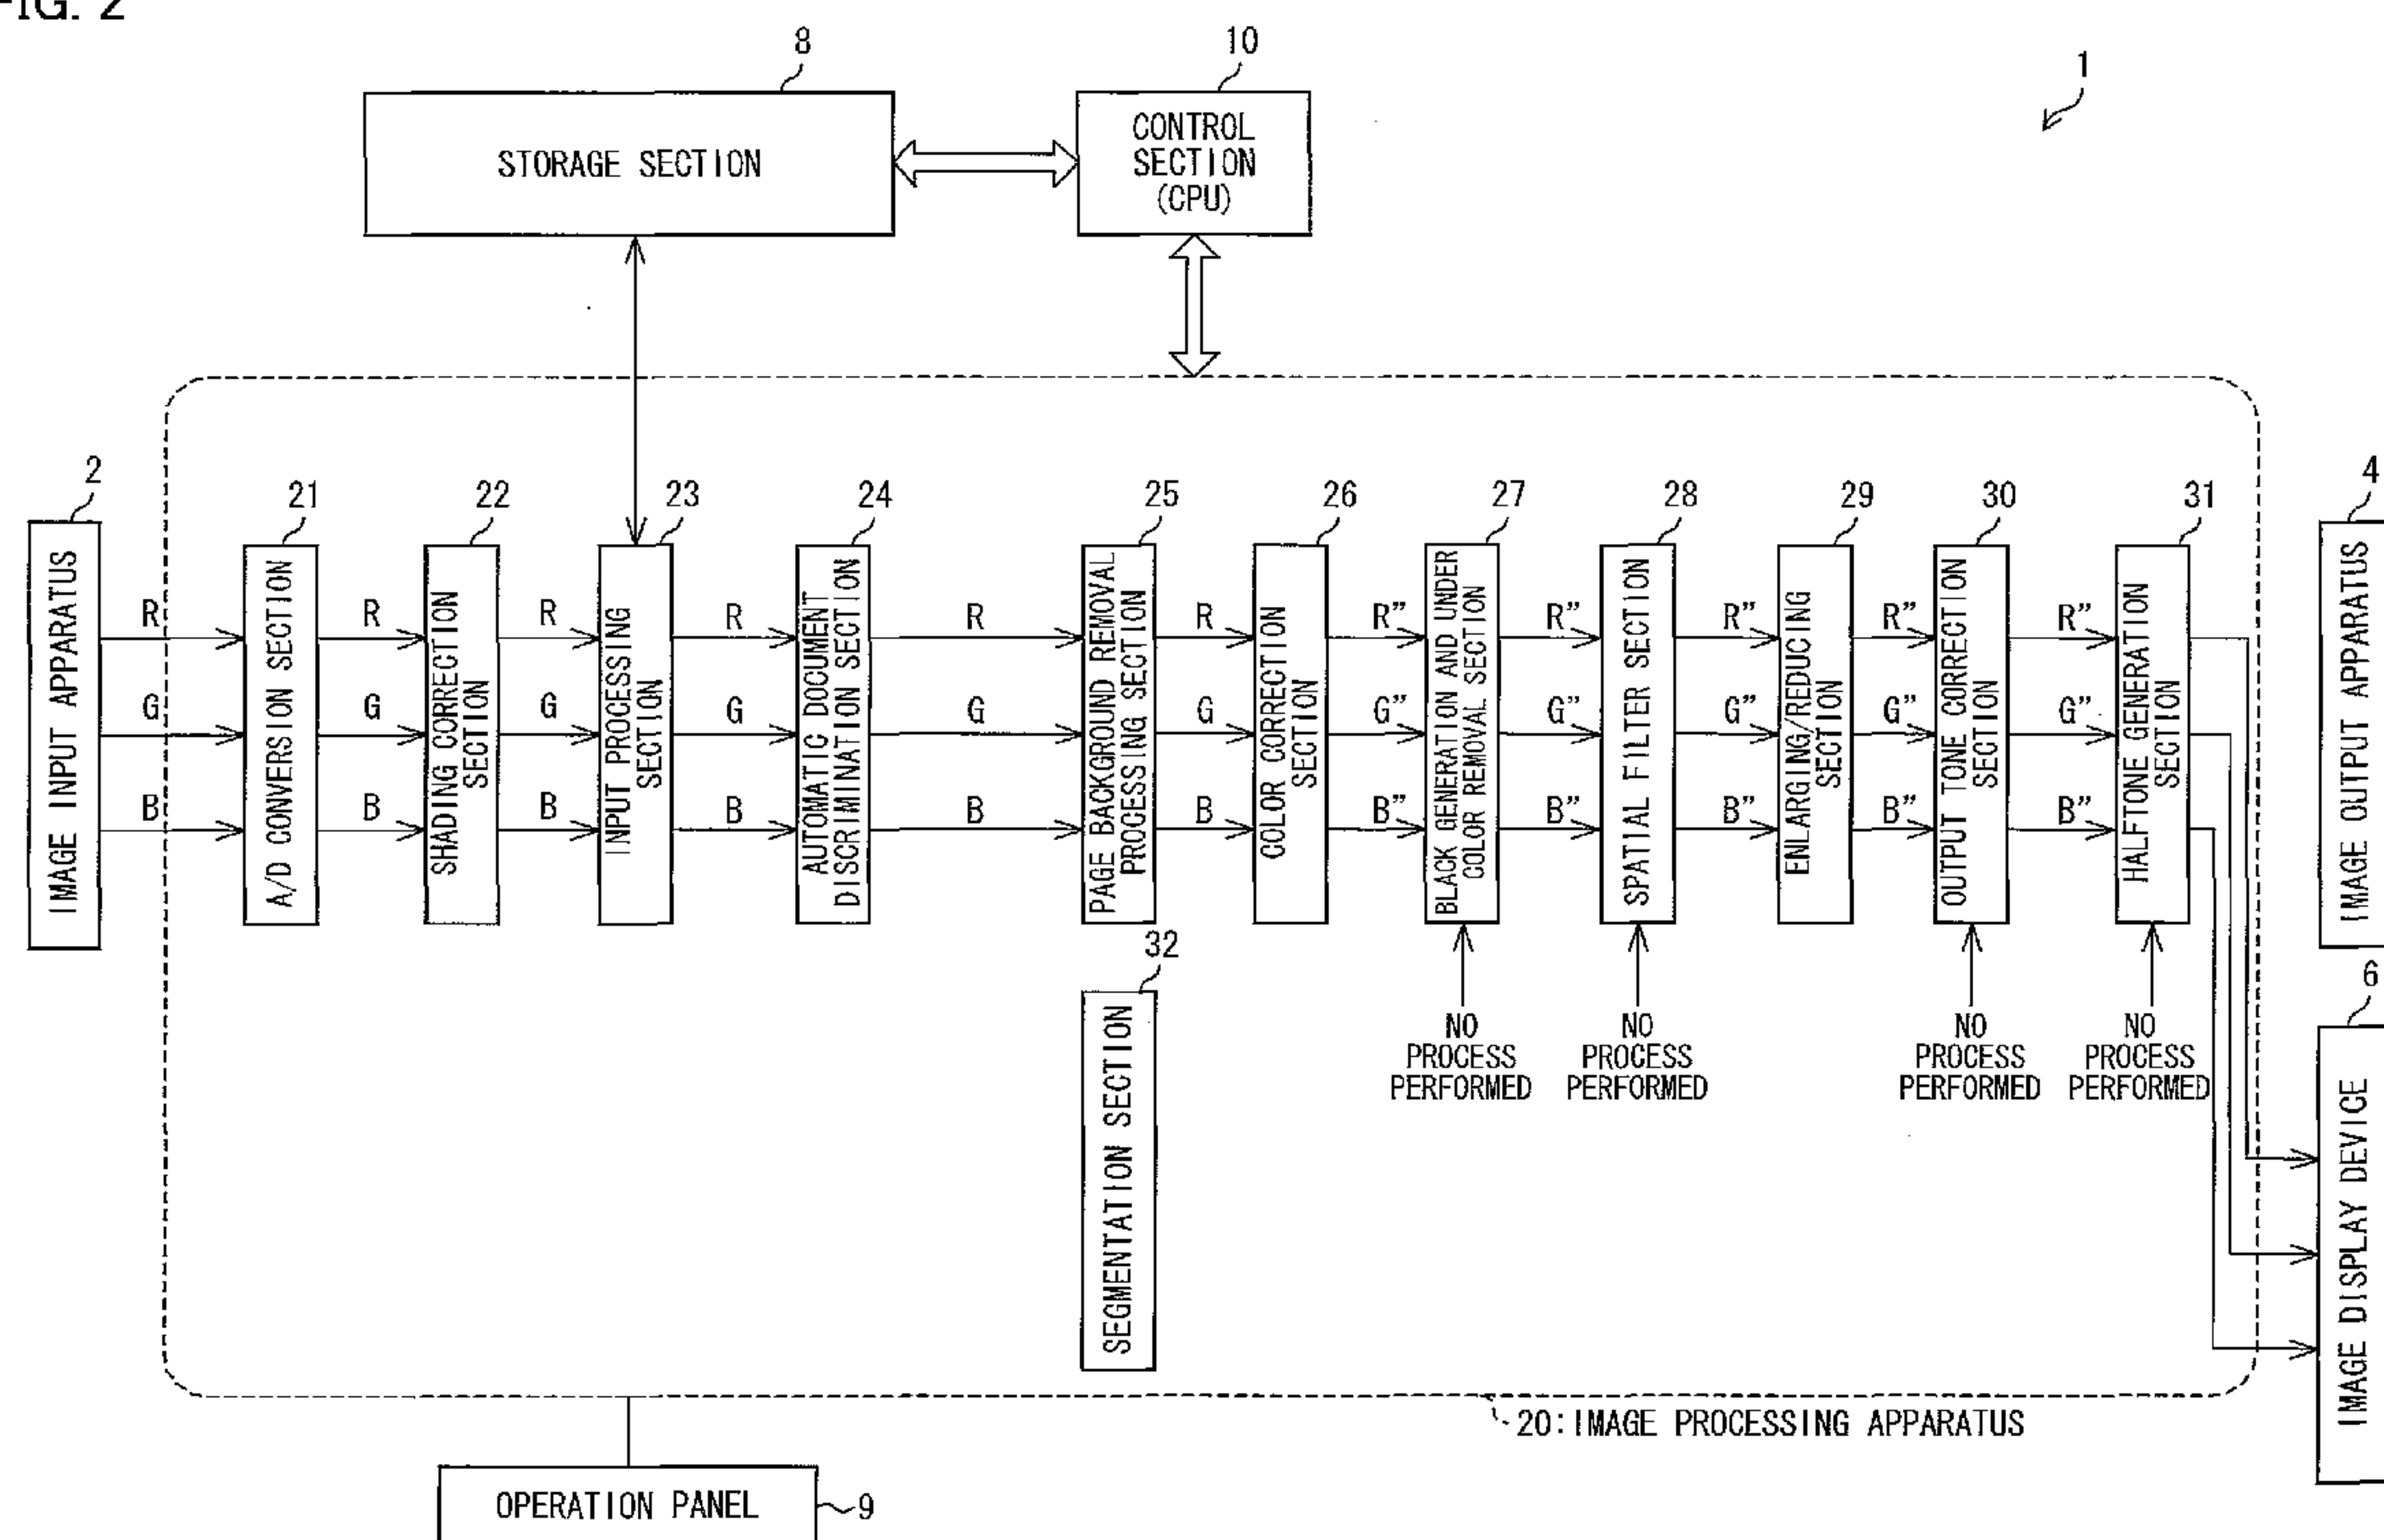 FIG. 2
8
10
1
STORAGE SECTION
CONTROL
SECTION
(CPU)
2
21
22
23
24
25
26
27
28
29
30
31
4
IMAGE INPUT APPARATUS
A/D CONVERSION SECTION
SHADING CORRECTION
SECTION
INPUT PROCESSING
SECTION
AUTOMATIC DOCUMENT
DISCRIMINATION SECTION
PAGE BACKGROUND REMOVAL
PROCESSING SECTION
COLOR CORRECTION
SECTION
BLACK GENERATION AND UNDER
COLOR REMOVAL SECTION
SPATIAL FILTER SECTION
ENLARGING/REDUCING
SECTION
OUTPUT TONE CORRECTION
SECTION
HALFTONE GENERATION
SECTION
IMAGE OUTPUT APPARATUS
R R R R R R R” R” R” R” R”
G G G G G G G” G” G” G” G”
B B B B B B B” B” B” B” B”
32
SEGMENTATION SECTION
NO
PROCESS
PERFORMED
NO
PROCESS
PERFORMED
NO
PROCESS
PERFORMED
NO
PROCESS
PERFORMED
6
IMAGE DISPLAY DEVICE
20:IMAGE PROCESSING APPARATUS
OPERATION PANEL
9